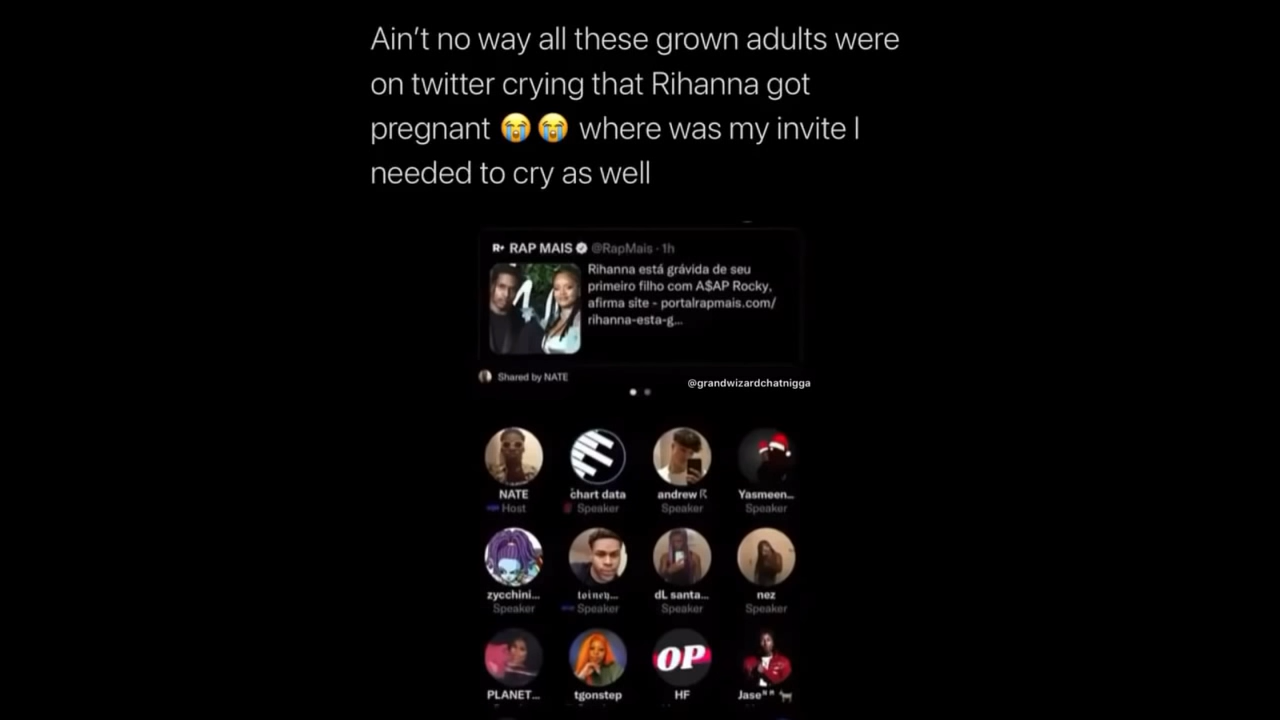 Ain’t no way all these grown adults were
on twitter crying that Rihanna got
pregnant 😭😭 where was my invite I
needed to cry as well
R+ RAP MAIS @RapMais · 1h
Rihanna está grávida de seu
primeiro filho com A$AP Rocky,
afirma site - portalrapmais.com/
rihanna-esta-g...
Shared by NATE
@grandwizardchatnigga
NATE chart data andrew Yasmeen...
Host Speaker Speaker Speaker
zycchini... dL santa... nez
Speaker Speaker Speaker Speaker
OP
PLANET... tgonstep HF Jase